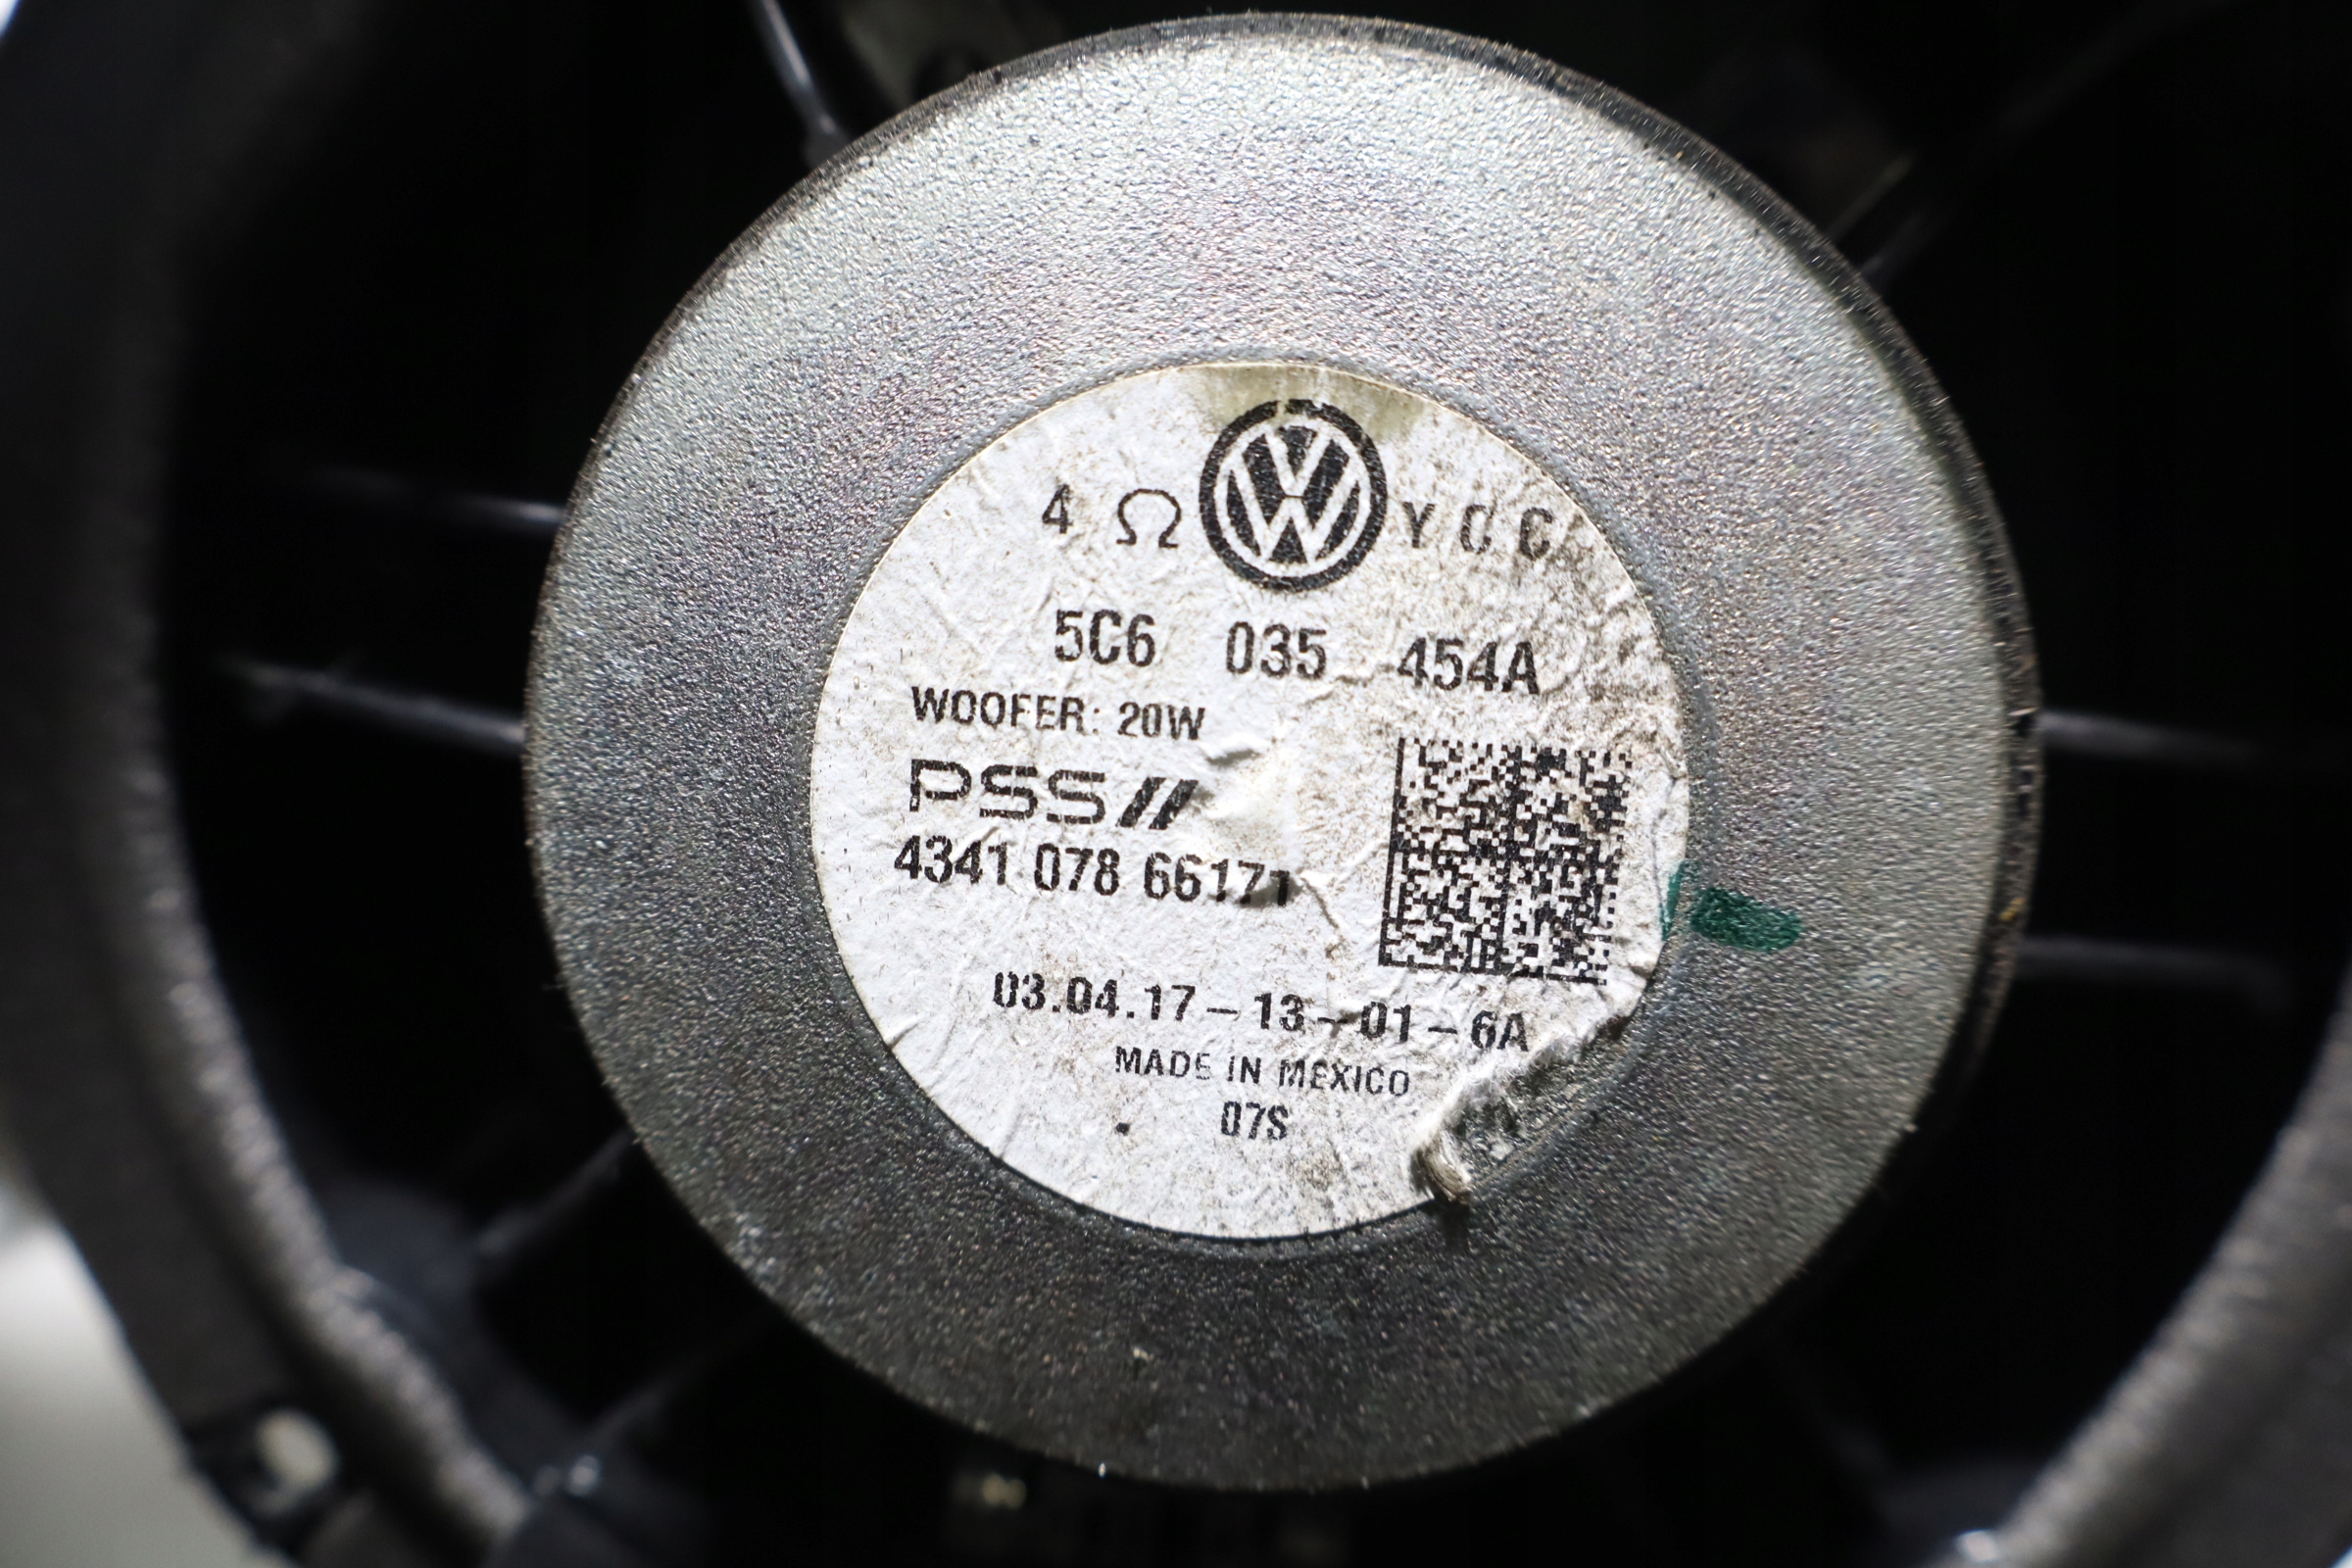 4 Ω YCC
5C6 035 454A
WOOFER: 20W
PSS//
4341 078 66171
03.04.17-13-01-6A
MADE IN MEXICO
07S